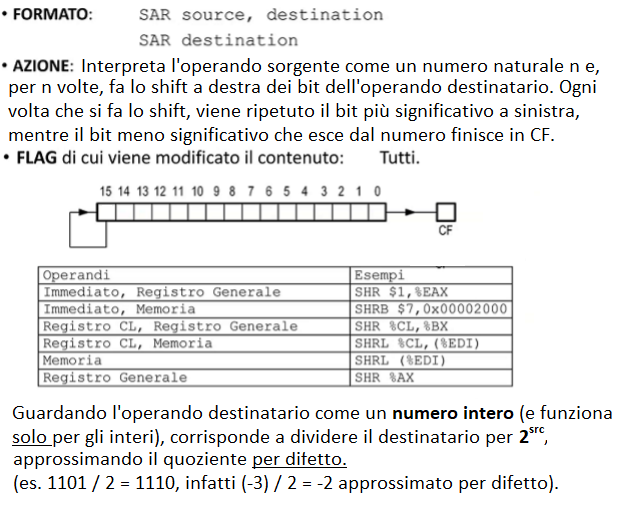 • FORMATO: SAR source, destination
SAR destination
• AZIONE: Interpreta l'operando sorgente come un numero naturale n e,
per n volte, fa lo shift a destra dei bit dell'operando destinatario. Ogni
volta che si fa lo shift, viene ripetuto il bit più significativo a sinistra,
mentre il bit meno significativo che esce dal numero finisce in CF.
• FLAG di cui viene modificato il contenuto: Tutti.
15 14 13 12 11 10 9 8 7 6 5 4 3 2 1 0
CF
Operandi Esempi
Immediato, Registro Generale SHR $1,%EAX
Immediato, Memoria SHRB $7,0x00002000
Registro CL, Registro Generale SHR %CL,%BX
Registro CL, Memoria SHRL %CL,(%EDI)
Memoria SHRL (%EDI)
Registro Generale SHR %AX
Guardando l'operando destinatario come un numero intero (e funziona
solo per gli interi), corrisponde a dividere il destinatario per 2^src,
approssimando il quoziente per difetto.
(es. 1101 / 2 = 1110, infatti (-3) / 2 = -2 approssimato per difetto).